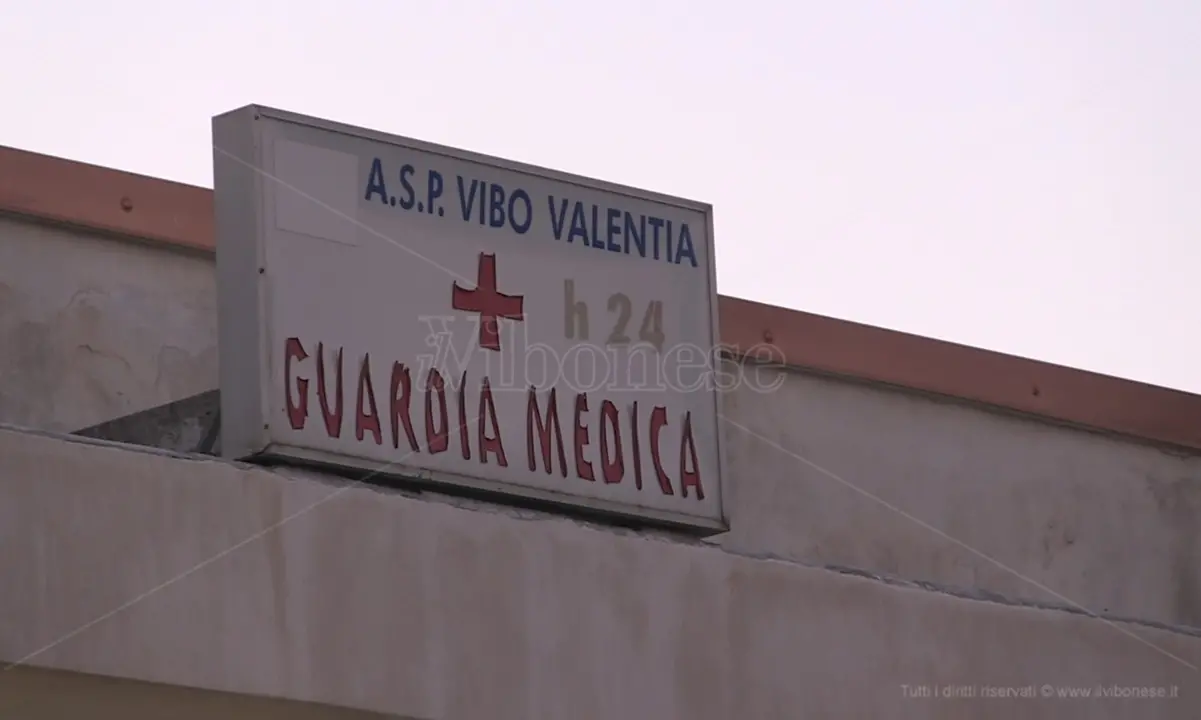 A.S.P. VIBO VALENTIA
h 24
GUARDIA MEDICA
ilVibonese
Tutti i diritti riservati © www.ilvibonese.it